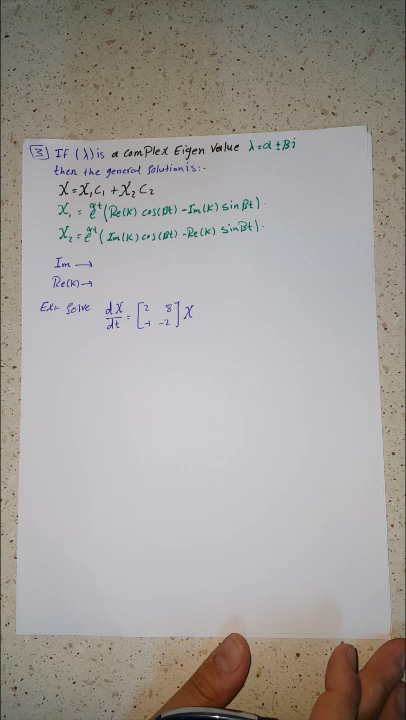 3 If (λ) is a complex Eigen Value λ=α±βi
then the general solution is:-
X = X₁C₁ + X₂C₂
X₁ = e^αt (Re(K) cos(βt) - Im(K) sin βt).
X₂ = e^αt (Im(K) cos(βt) - Re(K) sin βt).
Im →
Re(K) →
Ex:- Solve dX/dt = [2 8
-1 -2] X